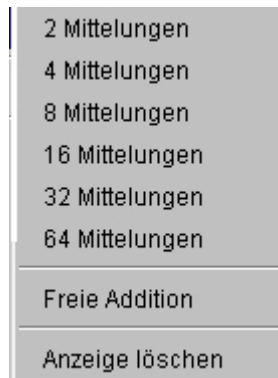 2 Mittelungen
4 Mittelungen
8 Mittelungen
16 Mittelungen
32 Mittelungen
64 Mittelungen
Freie Addition
Anzeige löschen